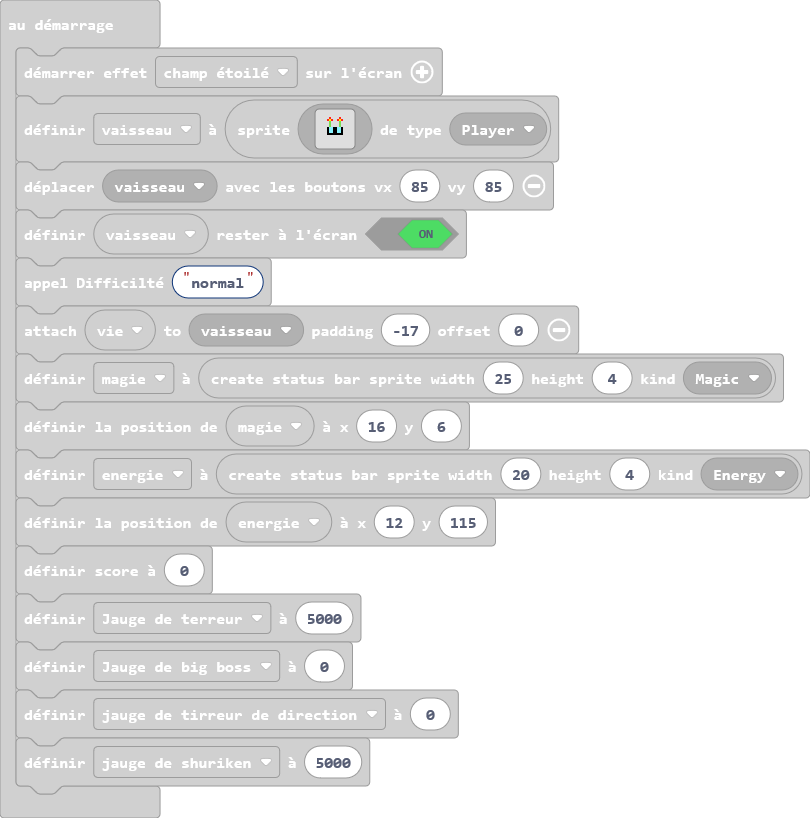 au démarrage
démarrer effet champ étoilé sur l'écran
définir vaisseau à sprite de type Player
déplacer vaisseau avec les boutons vx 85 vy 85
définir vaisseau rester à l'écran ON
appel Difficilté "normal"
attach vie to vaisseau padding -17 offset 0
définir magie à create status bar sprite width 25 height 4 kind Magic
définir la position de magie à x 16 y 6
définir energie à create status bar sprite width 20 height 4 kind Energy
définir la position de energie à x 12 y 115
définir score à 0
définir Jauge de terreur à 5000
définir Jauge de big boss à 0
définir jauge de tirreur de direction à 0
définir jauge de shuriken à 5000